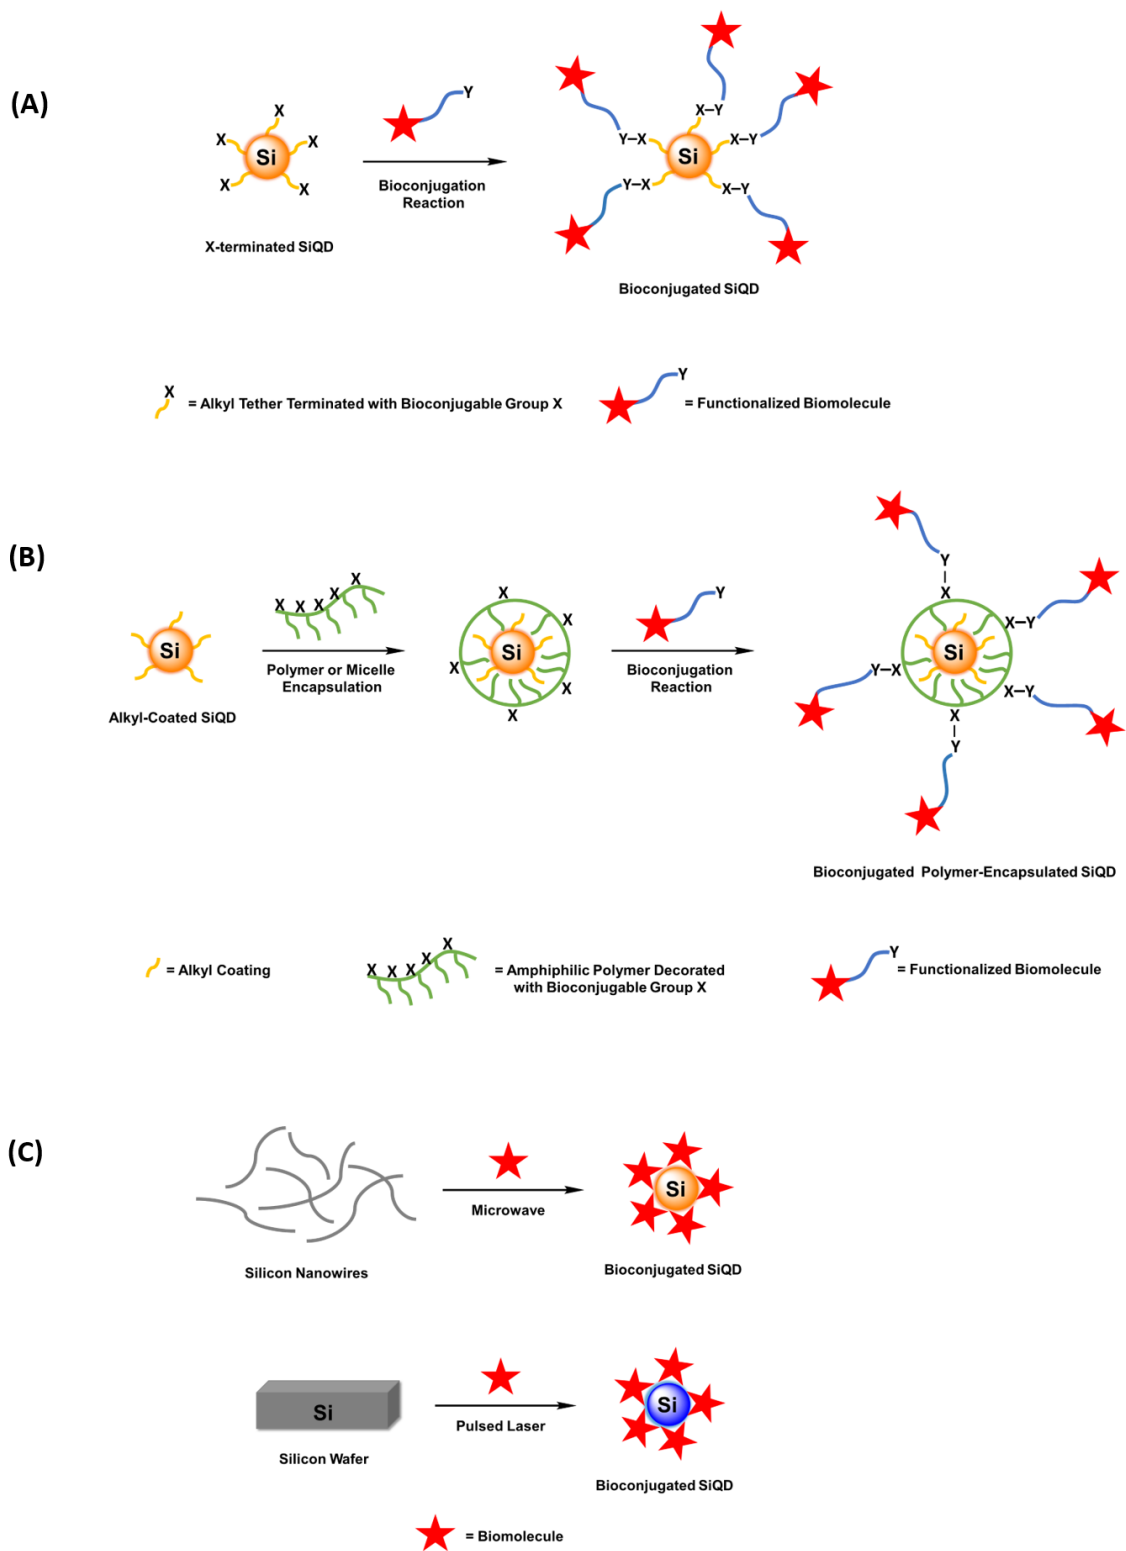 (A)
X
X
X
Si
X
X
X-terminated SiQD
Y
Bioconjugation
Reaction
X–Y
Y–X
X–Y
Si
Y–X
X–Y
Bioconjugated SiQD
X
= Alkyl Tether Terminated with Bioconjugable Group X
Y
= Functionalized Biomolecule
(B)
Si
Alkyl-Coated SiQD
X X X X X
Polymer or Micelle
Encapsulation
X
X
Si
X
X
X
Y
Bioconjugation
Reaction
Y
|
X
X–Y
Si
Y–X
X–Y
X
|
Y
Bioconjugated Polymer-Encapsulated SiQD
= Alkyl Coating
X X X X X
= Amphiphilic Polymer Decorated
with Bioconjugable Group X
Y
= Functionalized Biomolecule
(C)
Silicon Nanowires
Microwave
Si
Bioconjugated SiQD
Si
Silicon Wafer
Pulsed Laser
Si
Bioconjugated SiQD
= Biomolecule